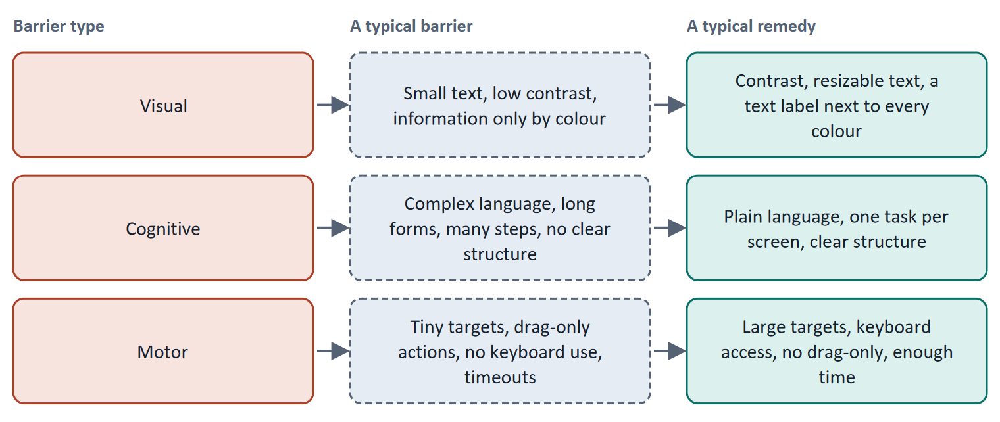 Barrier type
A typical barrier
A typical remedy
Visual
Small text, low contrast,
information only by colour
Contrast, resizable text, a
text label next to every
colour
Cognitive
Complex language, long
forms, many steps, no clear
structure
Plain language, one task per
screen, clear structure
Motor
Tiny targets, drag-only
actions, no keyboard use,
timeouts
Large targets, keyboard
access, no drag-only, enough
time